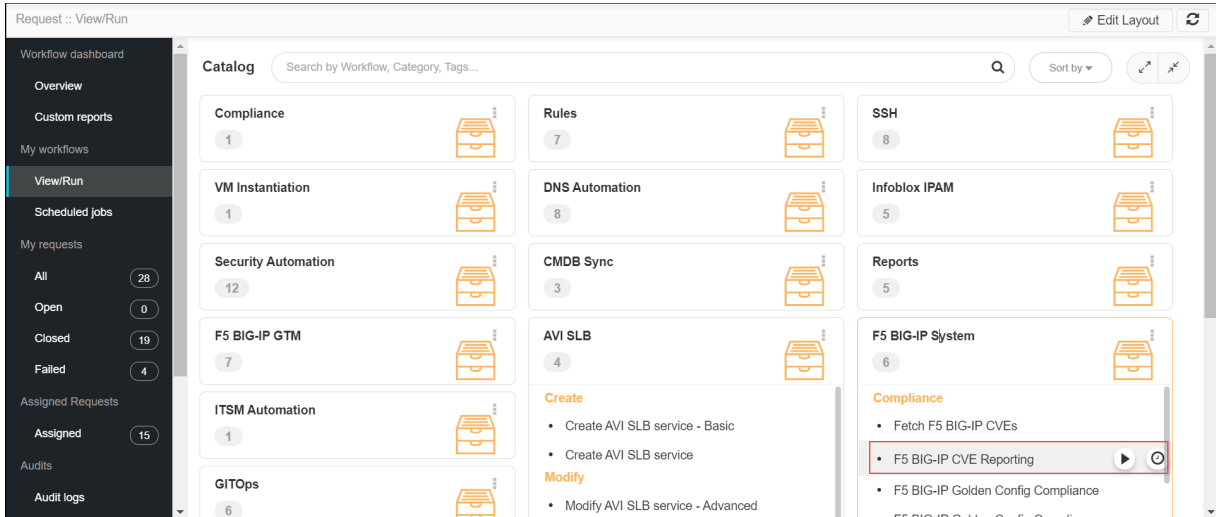 Request :: View/Run
Edit Layout
Workflow dashboard
Overview
Custom reports
My workflows
View/Run
Scheduled jobs
My requests
All 28
Open 0
Closed 19
Failed 4
Assigned Requests
Assigned 15
Audits
Audit logs
Catalog
Search by Workflow, Category, Tags...
Sort by
Compliance
1
Rules
7
SSH
8
VM Instantiation
1
DNS Automation
8
Infoblox IPAM
5
Security Automation
12
CMDB Sync
3
Reports
5
F5 BIG-IP GTM
7
AVI SLB
4
F5 BIG-IP System
6
ITSM Automation
1
GITOps
6
Create
• Create AVI SLB service - Basic
• Create AVI SLB service
Modify
• Modify AVI SLB service - Advanced
Compliance
• Fetch F5 BIG-IP CVEs
• F5 BIG-IP CVE Reporting
• F5 BIG-IP Golden Config Compliance